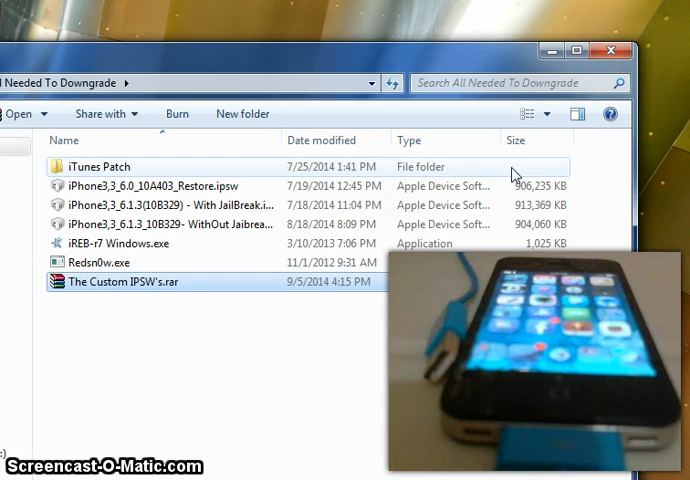 l Needed To Downgrade
Search All Needed To Downgrade
Open Share with Burn New folder
Name Date modified Type Size
iTunes Patch 7/25/2014 1:41 PM File folder
iPhone3,3_6.0_10A403_Restore.ipsw 7/19/2014 12:45 PM Apple Device Soft... 906,235 KB
iPhone3,3_6.1.3(10B329) - With JailBreak.i... 7/18/2014 11:04 PM Apple Device Soft... 913,369 KB
iPhone3,3_6.1.3_10B329- WithOut Jaibrea... 8/18/2014 8:09 PM Apple Device Soft... 904,060 KB
iREB-r7 Windows.exe 3/10/2013 7:06 PM Application 1,025 KB
Redsn0w.exe 11/1/2012 9:31 AM
The Custom IPSW's.rar 9/5/2014 4:15 PM
:)
Screencast-O-Matic.com